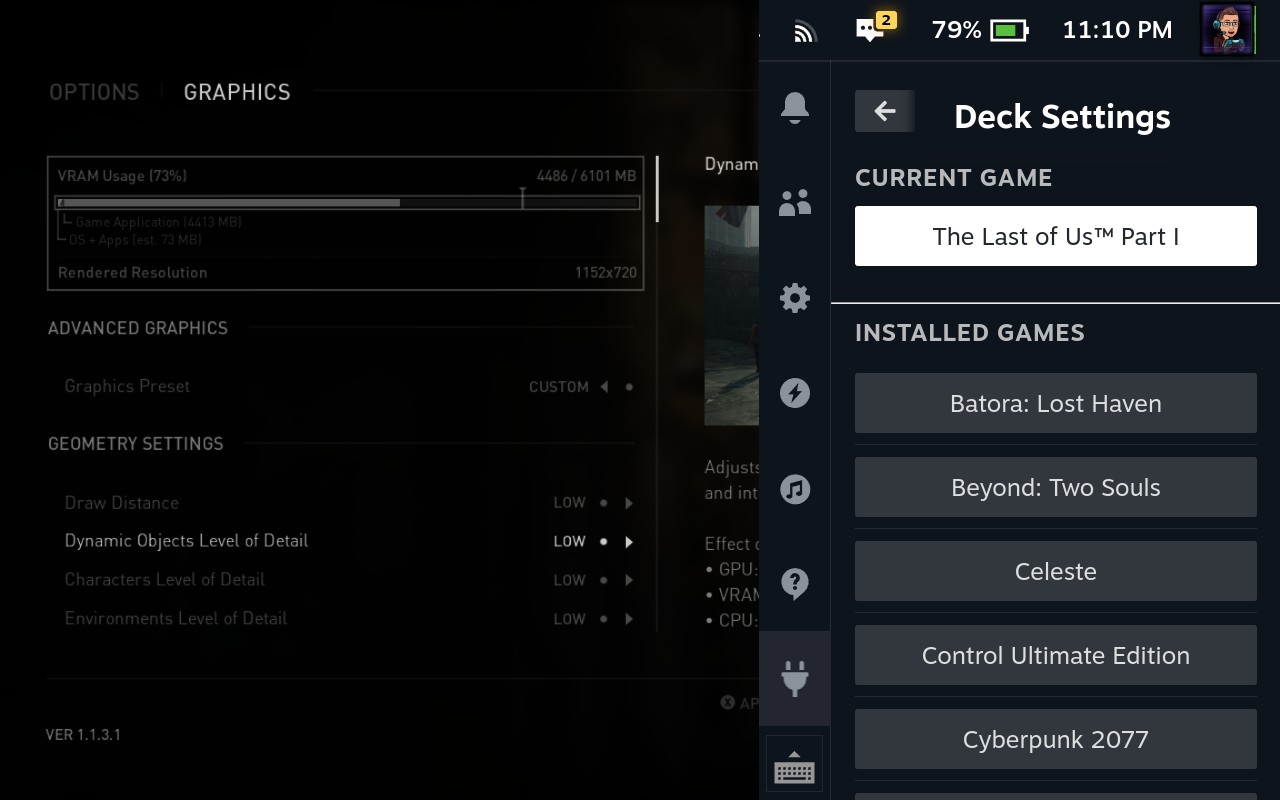 2
79%
11:10 PM
OPTIONS
GRAPHICS
VRAM Usage (73%)
4486 / 6101 MB
Game Application (4413 MB)
OS + Apps (est. 73 MB)
Rendered Resolution
1152x720
ADVANCED GRAPHICS
Graphics Preset
CUSTOM
GEOMETRY SETTINGS
Draw Distance
LOW
Dynamic Objects Level of Detail
LOW
Characters Level of Detail
LOW
Environments Level of Detail
LOW
VER 1.1.3.1
Dynam
Adjusts
and int
Effect
• GPU:
• VRAM
• CPU:
X AP
Deck Settings
CURRENT GAME
The Last of Us™ Part I
INSTALLED GAMES
Batora: Lost Haven
Beyond: Two Souls
Celeste
Control Ultimate Edition
Cyberpunk 2077